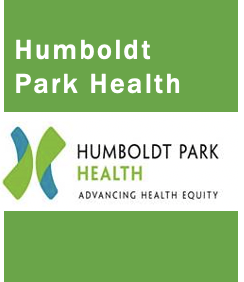 Humboldt
Park Health
HUMBOLDT PARK
HEALTH
ADVANCING HEALTH EQUITY